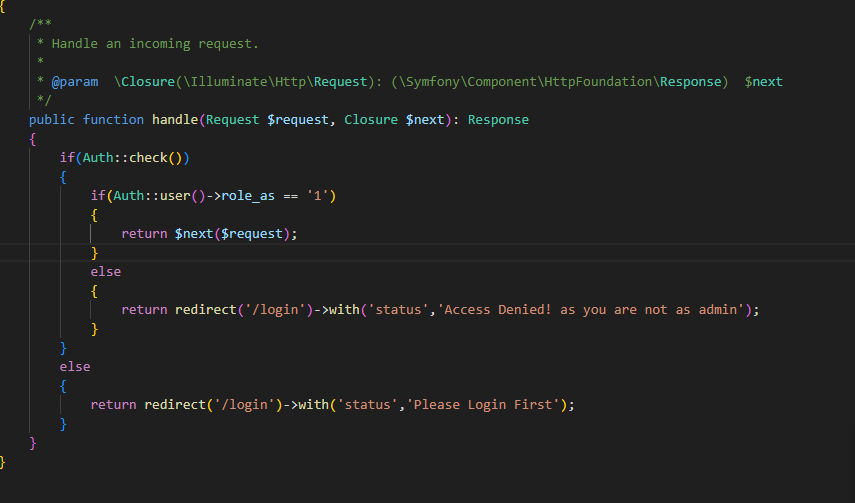 {
    /**
     * Handle an incoming request.
     *
     * @param  \Closure(\Illuminate\Http\Request): (\Symfony\Component\HttpFoundation\Response)  $next
     */
    public function handle(Request $request, Closure $next): Response
    {
        if(Auth::check())
        {
            if(Auth::user()->role_as == '1')
            {
                return $next($request);
            }
            else
            {
                return redirect('/login')->with('status','Access Denied! as you are not as admin');
            }
        }
        else
        {
            return redirect('/login')->with('status','Please Login First');
        }
    }
}